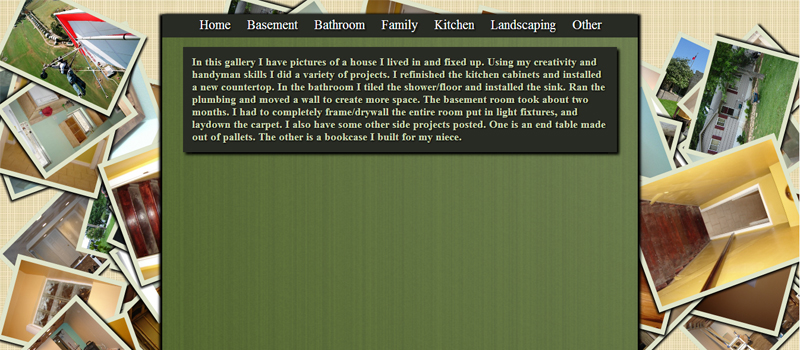 Home Basement Bathroom Family Kitchen Landscaping Other
In this gallery I have pictures of a house I lived in and fixed up. Using my creativity and
handyman skills I did a variety of projects. I refinished the kitchen cabinets and installed
a new countertop. In the bathroom I tiled the shower/floor and installed the sink. Ran the
plumbing and moved a wall to create more space. The basement room took about two
months. I had to completely frame/drywall the entire room put in light fixtures, and
laydown the carpet. I also have some other side projects posted. One is an end table made
out of pallets. The other is a bookcase I built for my niece.